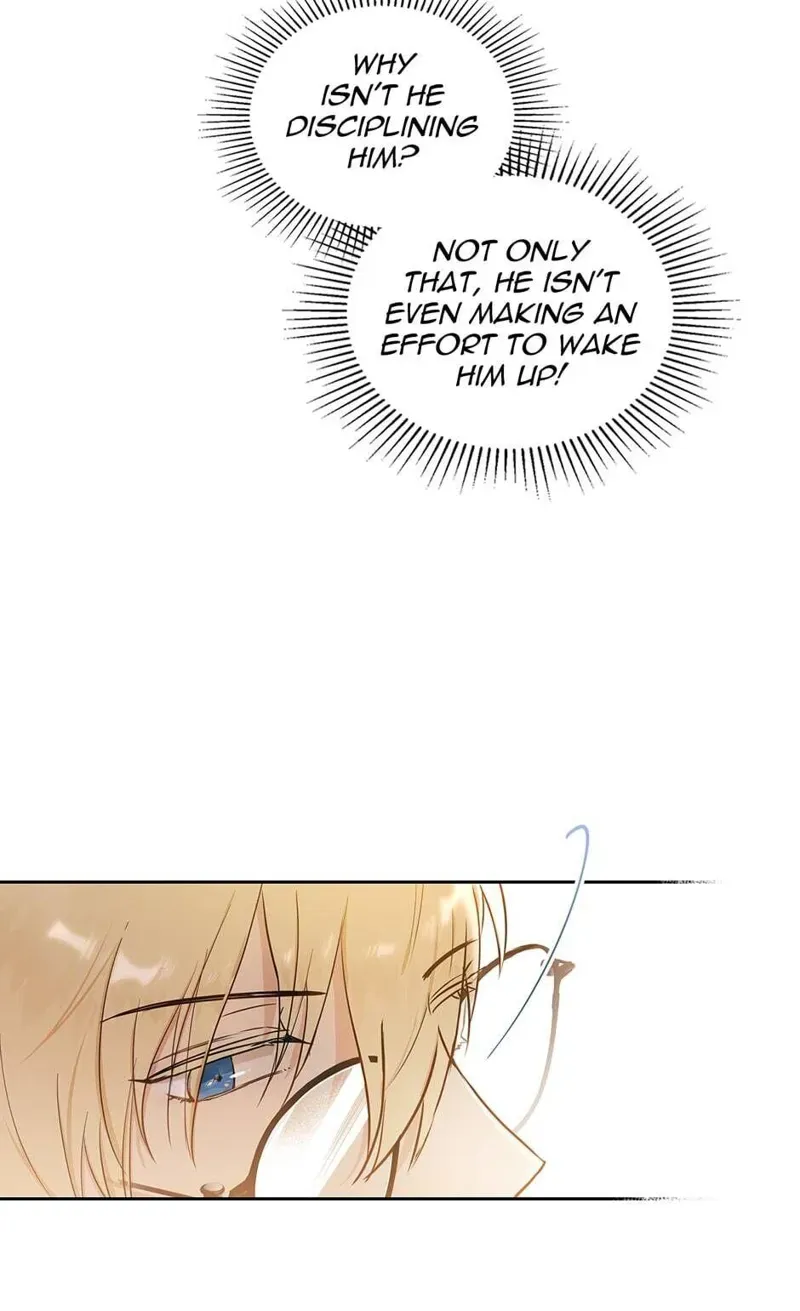 WHY
ISN'T HE
DISCIPLINING
HIM?
NOT ONLY
THAT, HE ISN'T
EVEN MAKING AN
EFFORT TO WAKE
HIM UP!